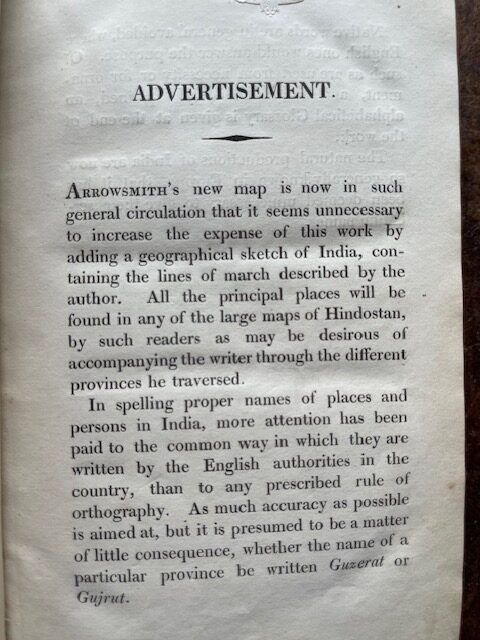 ADVERTISEMENT.
ARROWSMITH'S new map is now in such
general circulation that it seems unnecessary
to increase the expense of this work by
adding a geographical sketch of India, con-
taining the lines of march described by the
author. All the principal places will be
found in any of the large maps of Hindostan,
by such readers as may be desirous of
accompanying the writer through the different
provinces he traversed.
In spelling proper names of places and
persons in India, more attention has been
paid to the common way in which they are
written by the English authorities in the
country, than to any prescribed rule of
orthography. As much accuracy as possible
is aimed at, but it is presumed to be a matter
of little consequence, whether the name of a
particular province be written Guzerat or
Gujrut.